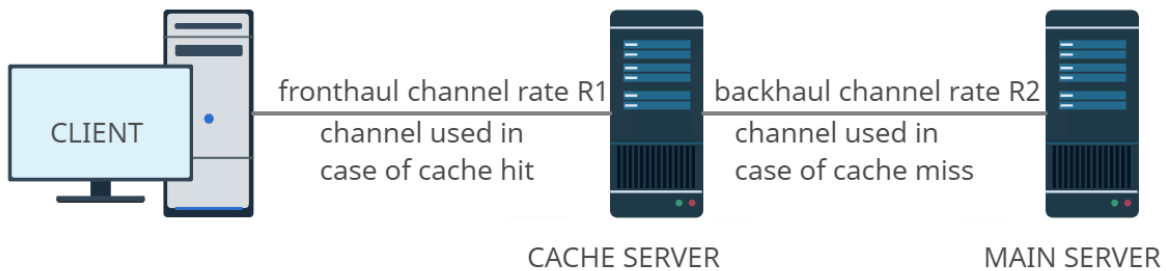 CLIENT
fronthaul channel rate R1
channel used in
case of cache hit
backhaul channel rate R2
channel used in
case of cache miss
CACHE SERVER
MAIN SERVER